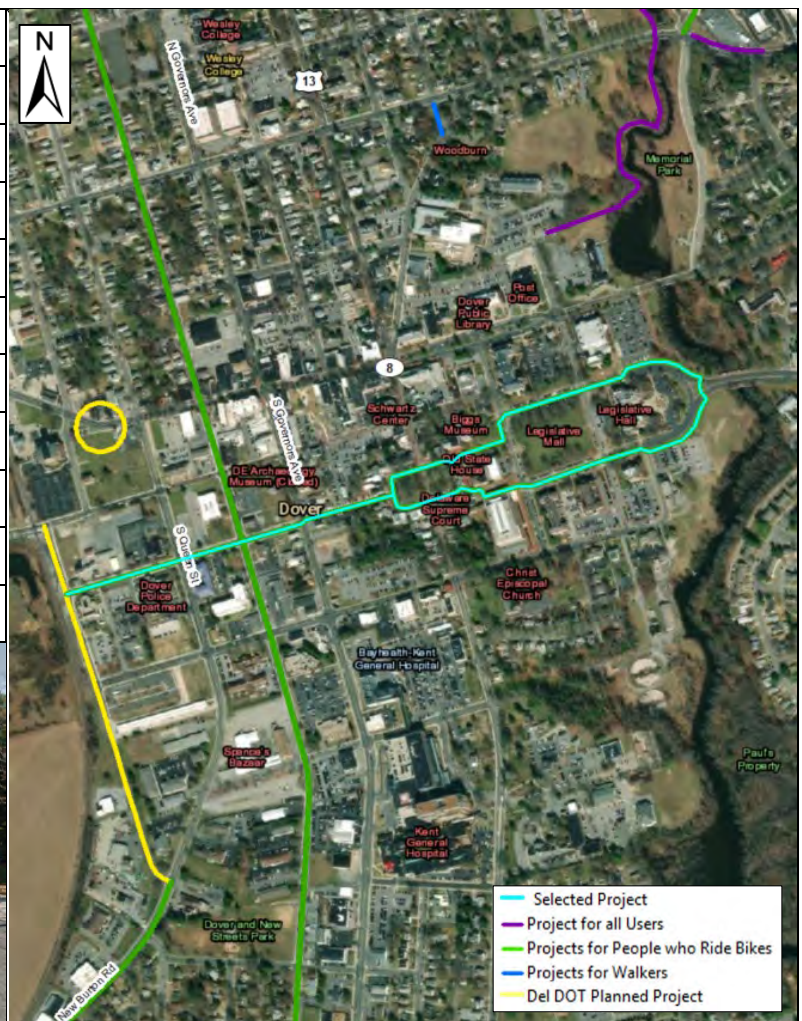 N
Wesley
College
Wesley
College
N Governors Ave
13
Woodburn
Memorial
Park
Post
Office
Dover
Public
Library
8
S Governors Ave
Schwartz
Center
Biggs
Museum
Legislative
Mall
Legislative
Hall
Old State
House
DE Archaeology
Museum (Closed)
Dover
Delaware
Supreme
Court
S Queen St
Dover
Police
Department
Christ
Episcopal
Church
Bayhealth-Kent
General Hospital
Spence's
Bazaar
Paul's
Property
Kent
General
Hospital
Dover and New
Streets Park
New Burton Rd
Selected Project
Project for all Users
Projects for People who Ride Bikes
Projects for Walkers
Del DOT Planned Project